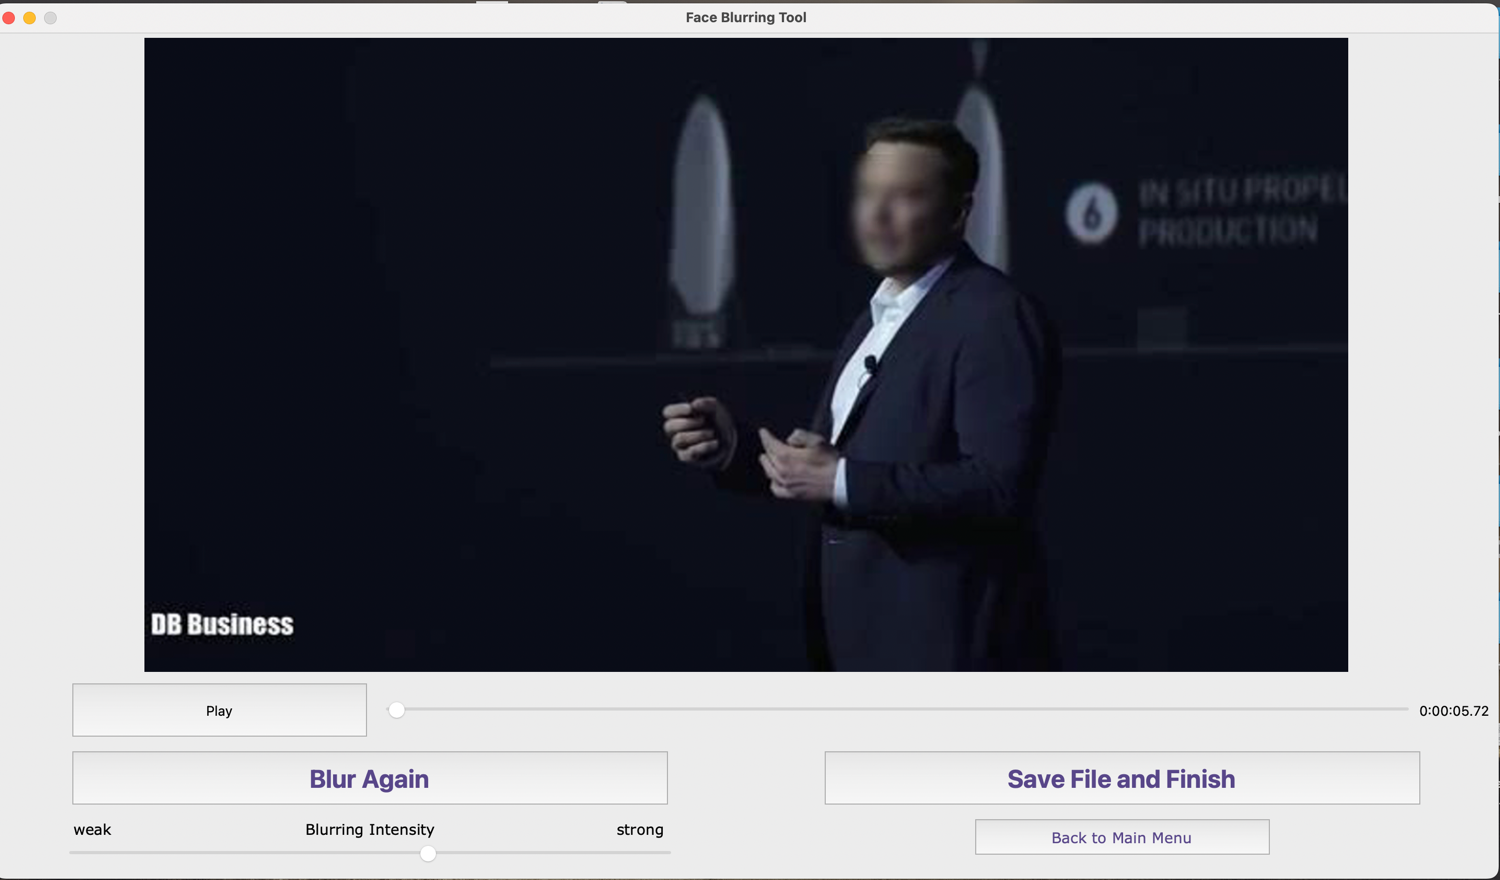 Face Blurring Tool
6
IN SITU PROPEL
PRODUCTION
DB Business
Play
0:00:05.72
Blur Again
Save File and Finish
weak
Blurring Intensity
strong
Back to Main Menu